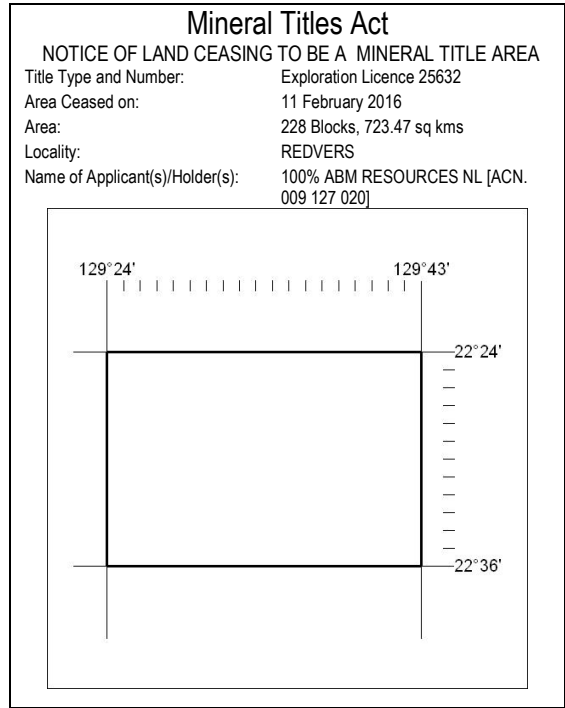 Mineral Titles Act
NOTICE OF LAND CEASING TO BE A MINERAL TITLE AREA
Title Type and Number: Exploration Licence 25632
Area Ceased on: 11 February 2016
Area: 228 Blocks, 723.47 sq kms
Locality: REDVERS
Name of Applicant(s)/Holder(s): 100% ABM RESOURCES NL [ACN.
009 127 020]
129°24' 129°43'
22°24'
22°36'